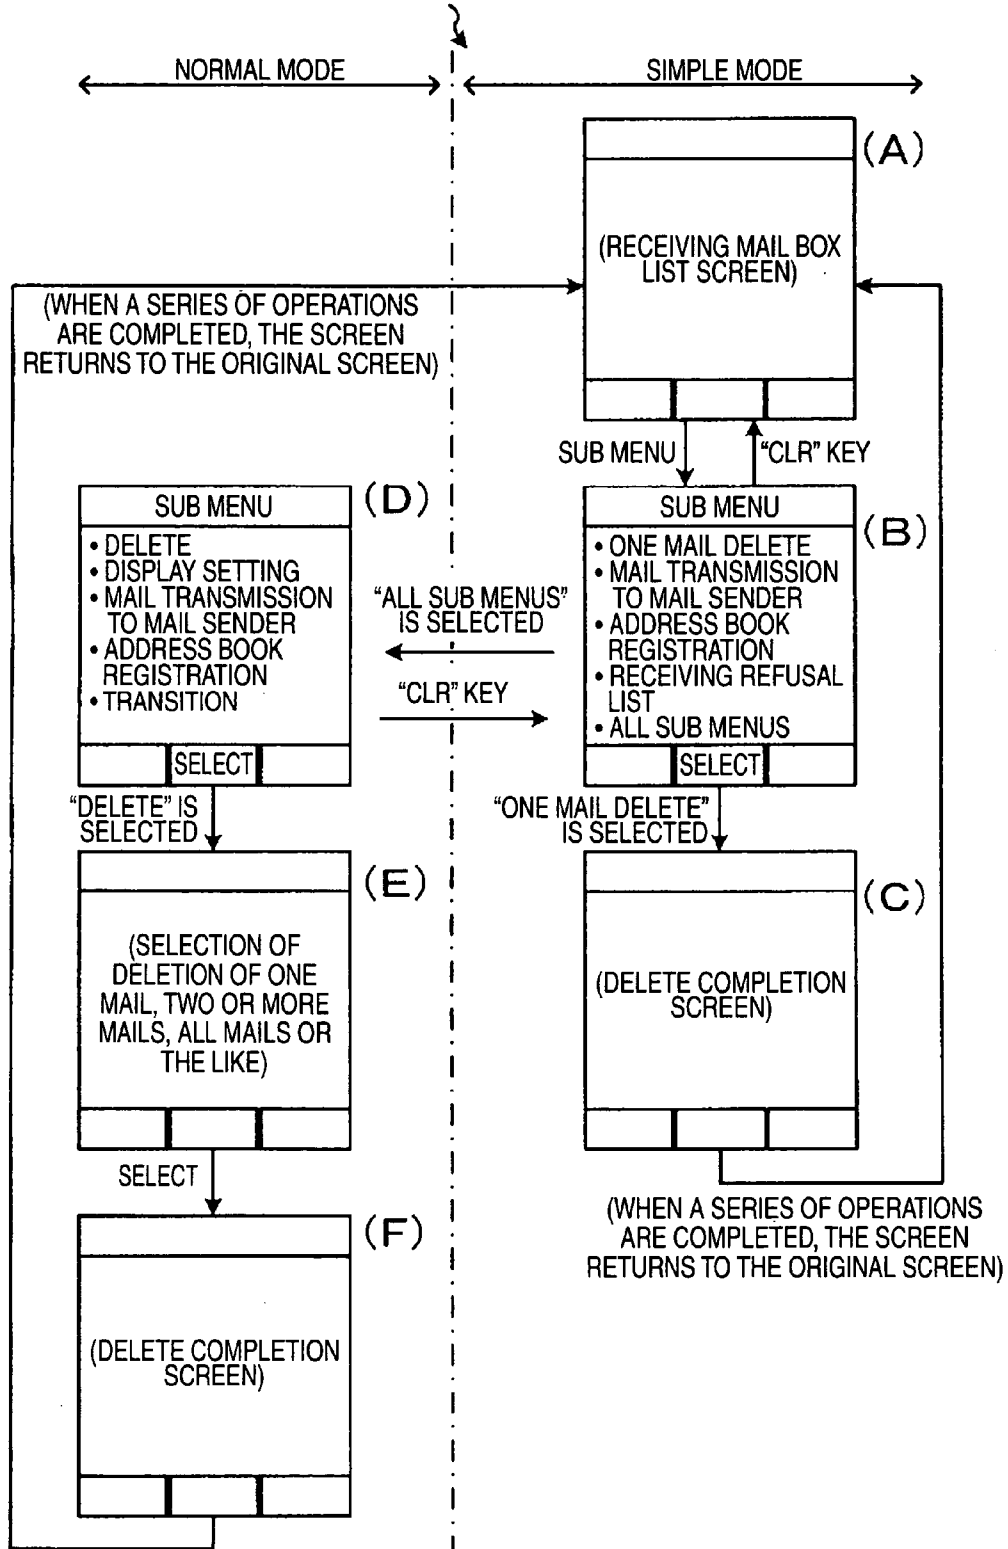 NORMAL MODE
SIMPLE MODE
(A)
(RECEIVING MAIL BOX
LIST SCREEN)
(WHEN A SERIES OF OPERATIONS
ARE COMPLETED, THE SCREEN
RETURNS TO THE ORIGINAL SCREEN)
SUB MENU
“CLR” KEY
(D)
SUB MENU
• DELETE
• DISPLAY SETTING
• MAIL TRANSMISSION
TO MAIL SENDER
• ADDRESS BOOK
REGISTRATION
• TRANSITION
SELECT
“ALL SUB MENUS”
IS SELECTED
“CLR” KEY
(B)
SUB MENU
• ONE MAIL DELETE
• MAIL TRANSMISSION
TO MAIL SENDER
• ADDRESS BOOK
REGISTRATION
• RECEIVING REFUSAL
LIST
• ALL SUB MENUS
SELECT
“DELETE” IS
SELECTED
“ONE MAIL DELETE”
IS SELECTED
(E)
(SELECTION OF
DELETION OF ONE
MAIL, TWO OR MORE
MAILS, ALL MAILS OR
THE LIKE)
(C)
(DELETE COMPLETION
SCREEN)
SELECT
(WHEN A SERIES OF OPERATIONS
ARE COMPLETED, THE SCREEN
RETURNS TO THE ORIGINAL SCREEN)
(F)
(DELETE COMPLETION
SCREEN)